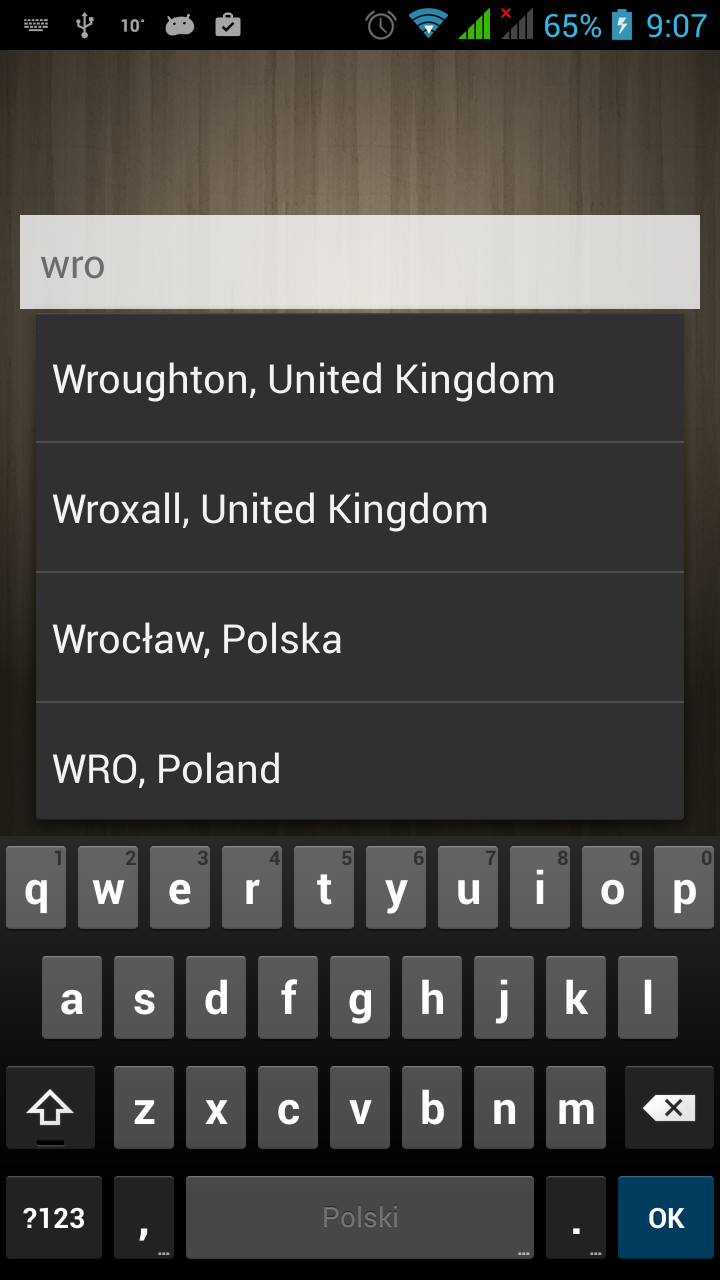 10° 65% 9:07
wro
Wroughton, United Kingdom
Wroxall, United Kingdom
Wrocław, Polska
WRO, Poland
1 2 3 4 5 6 7 8 9 0
q w e r t y u i o p
a s d f g h j k l
z x c v b n m
?123 , ... Polski ... . ... OK